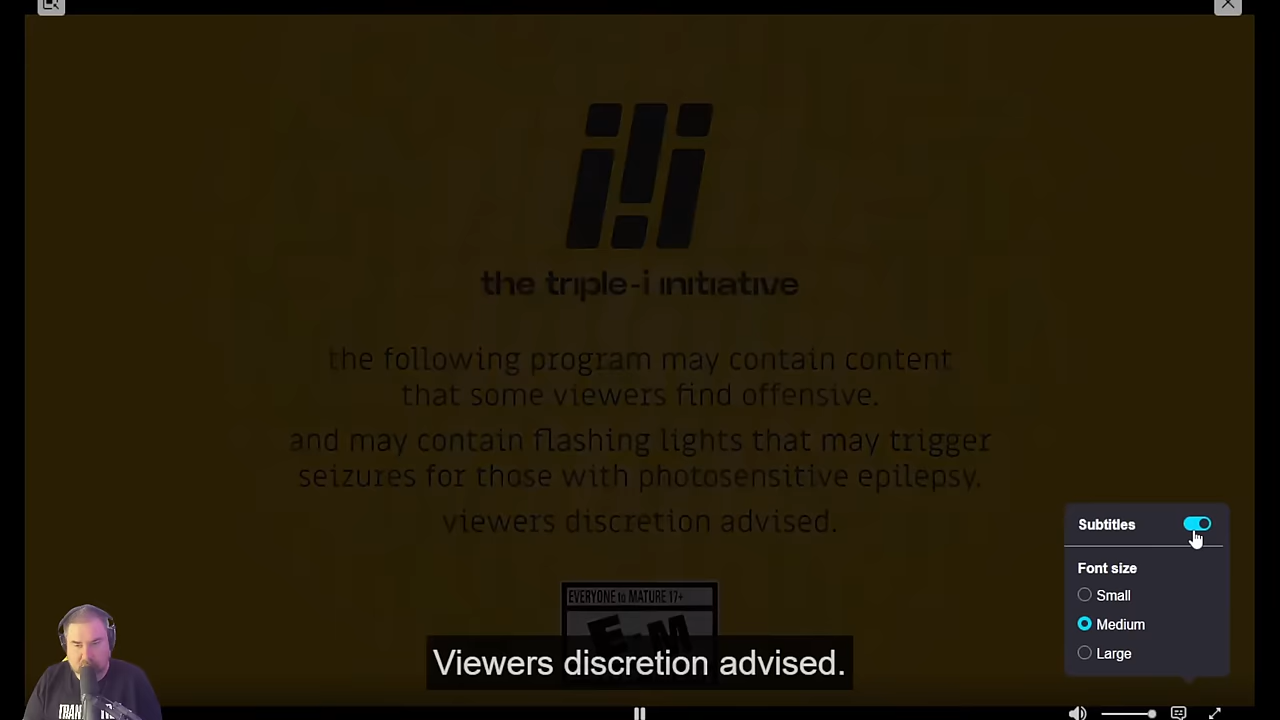 the triple-i initiative
the following program may contain content
that some viewers find offensive.
and may contain flashing lights that may trigger
seizures for those with photosensitive epilepsy.
viewers discretion advised.
EVERYONE to MATURE 17+
Viewers discretion advised.
Subtitles
Font size
Small
Medium
Large